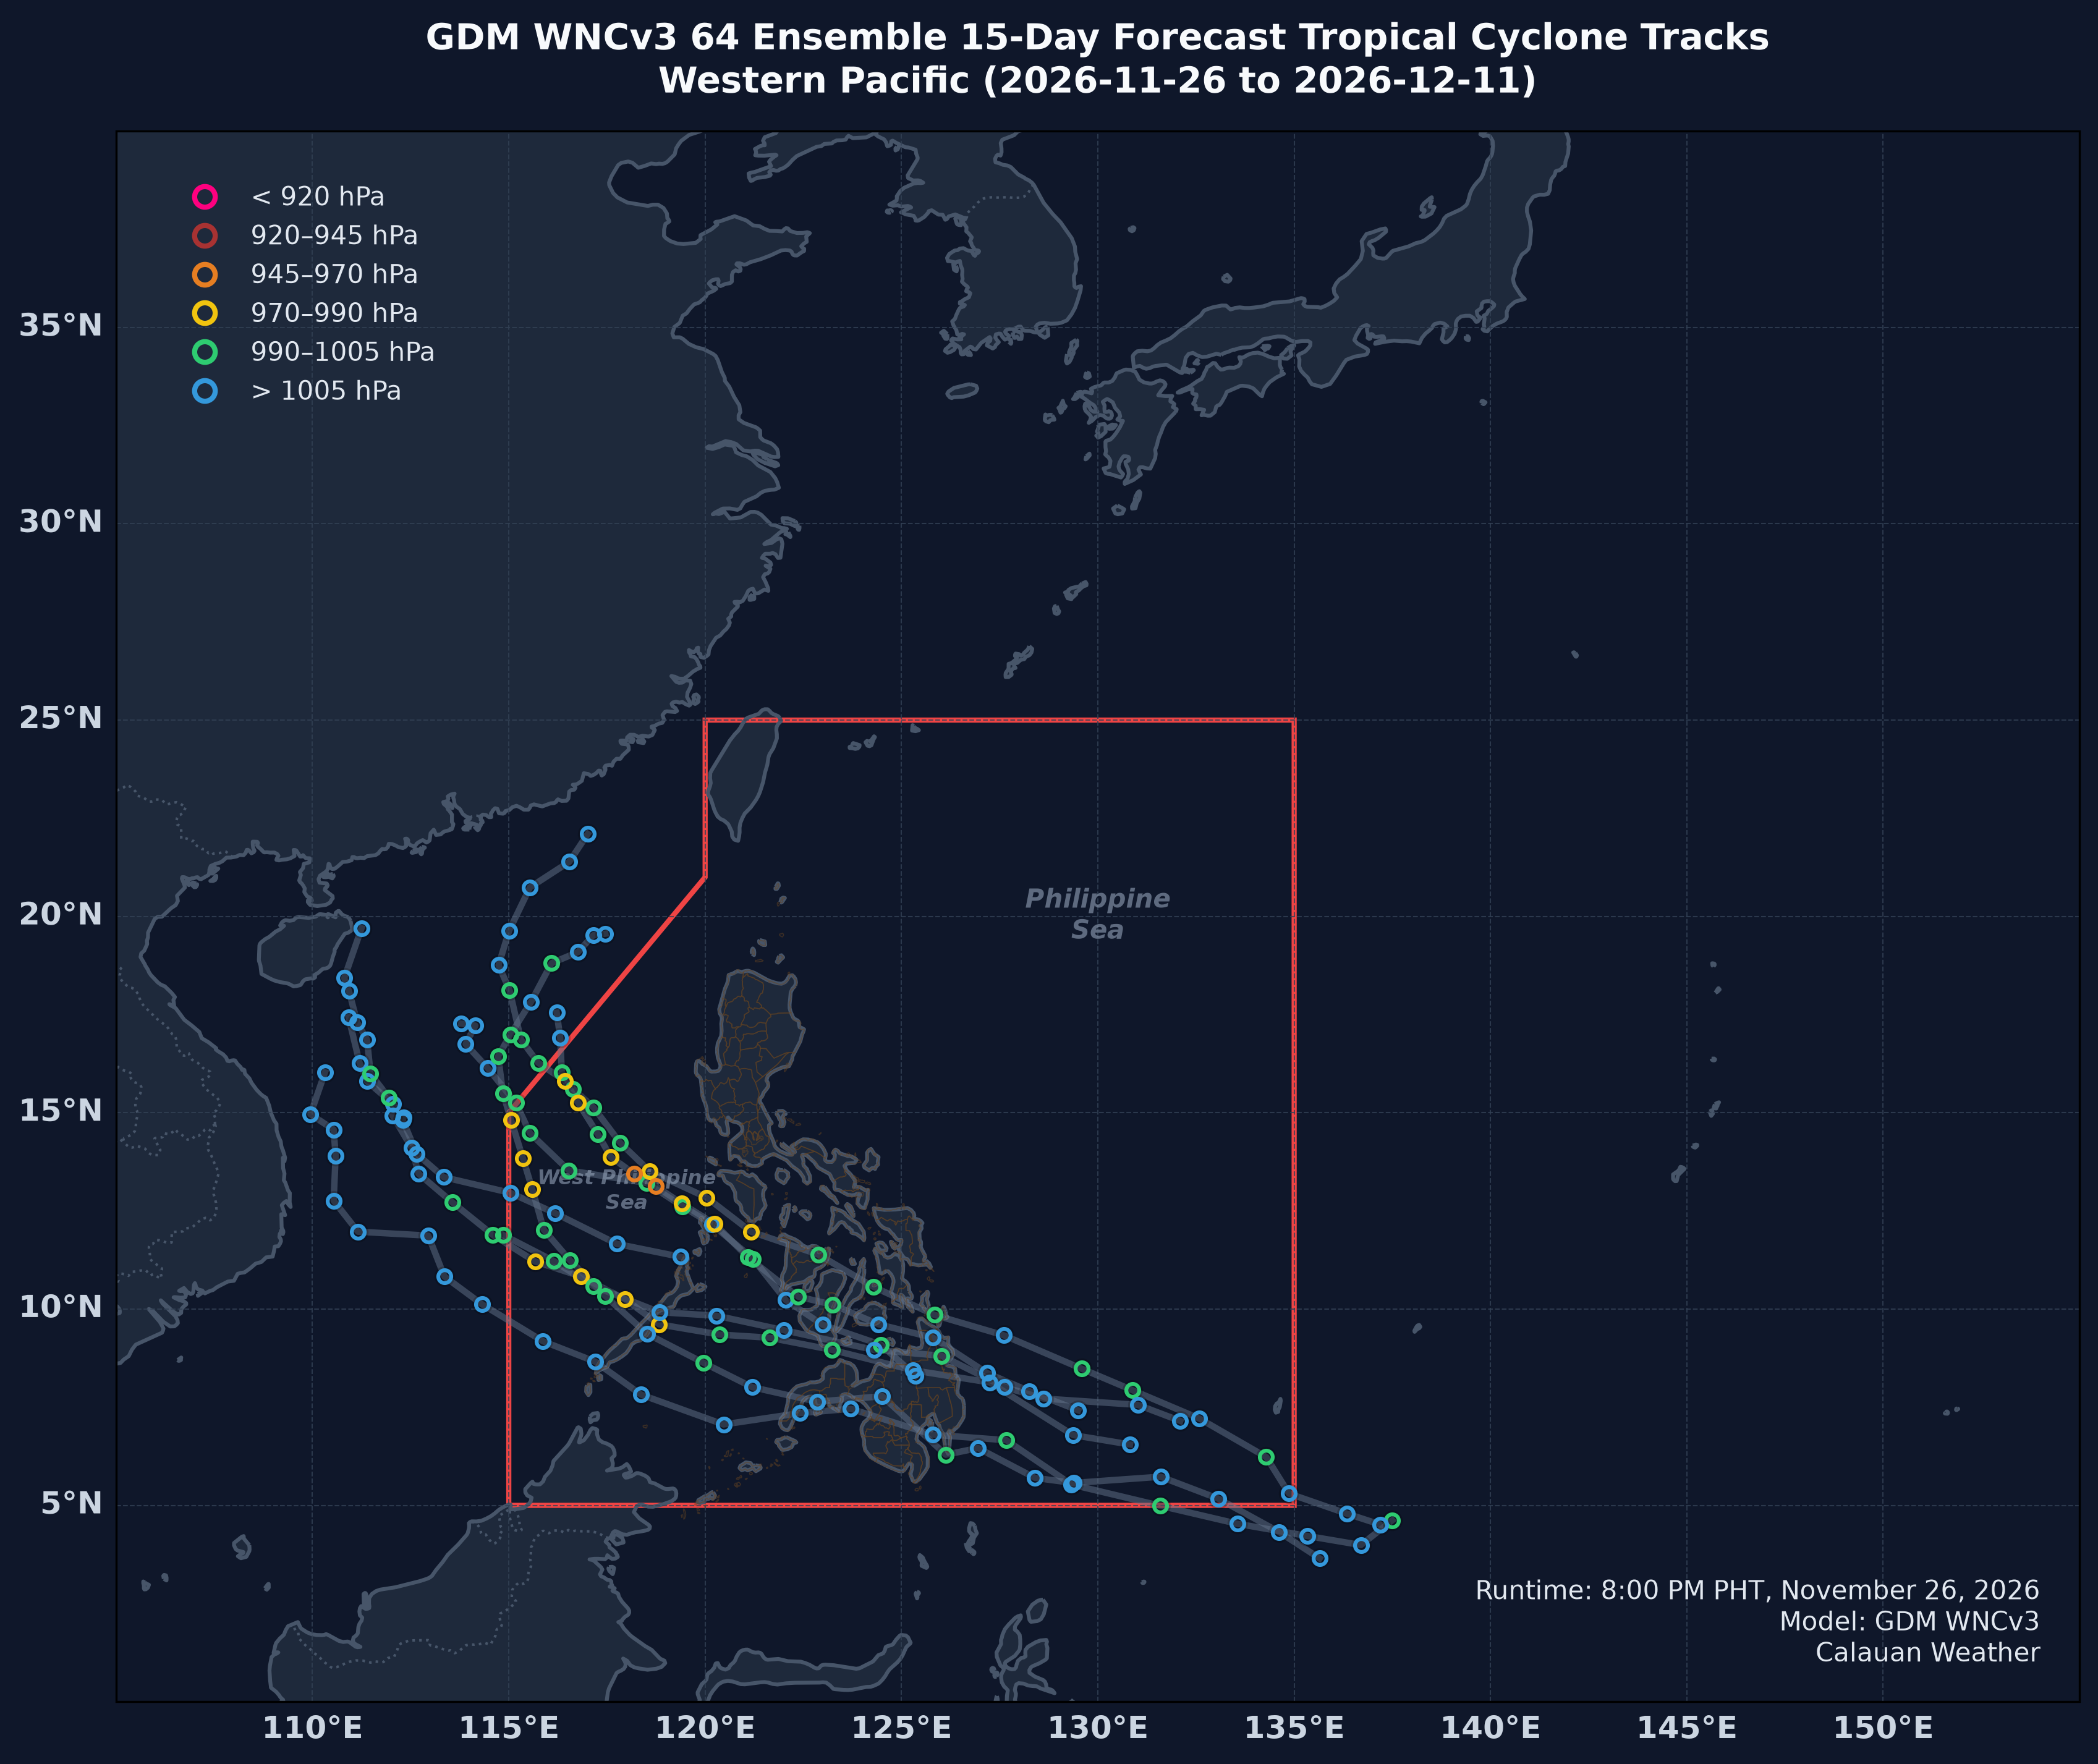 GDM WNCv3 64 Ensemble 15-Day Forecast Tropical Cyclone Tracks
Western Pacific (2026-11-26 to 2026-12-11)
< 920 hPa
920–945 hPa
945–970 hPa
970–990 hPa
990–1005 hPa
> 1005 hPa
35°N
30°N
25°N
20°N
15°N
10°N
5°N
Philippine
Sea
West Philippine
Sea
Runtime: 8:00 PM PHT, November 26, 2026
Model: GDM WNCv3
Calauan Weather
110°E
115°E
120°E
125°E
130°E
135°E
140°E
145°E
150°E